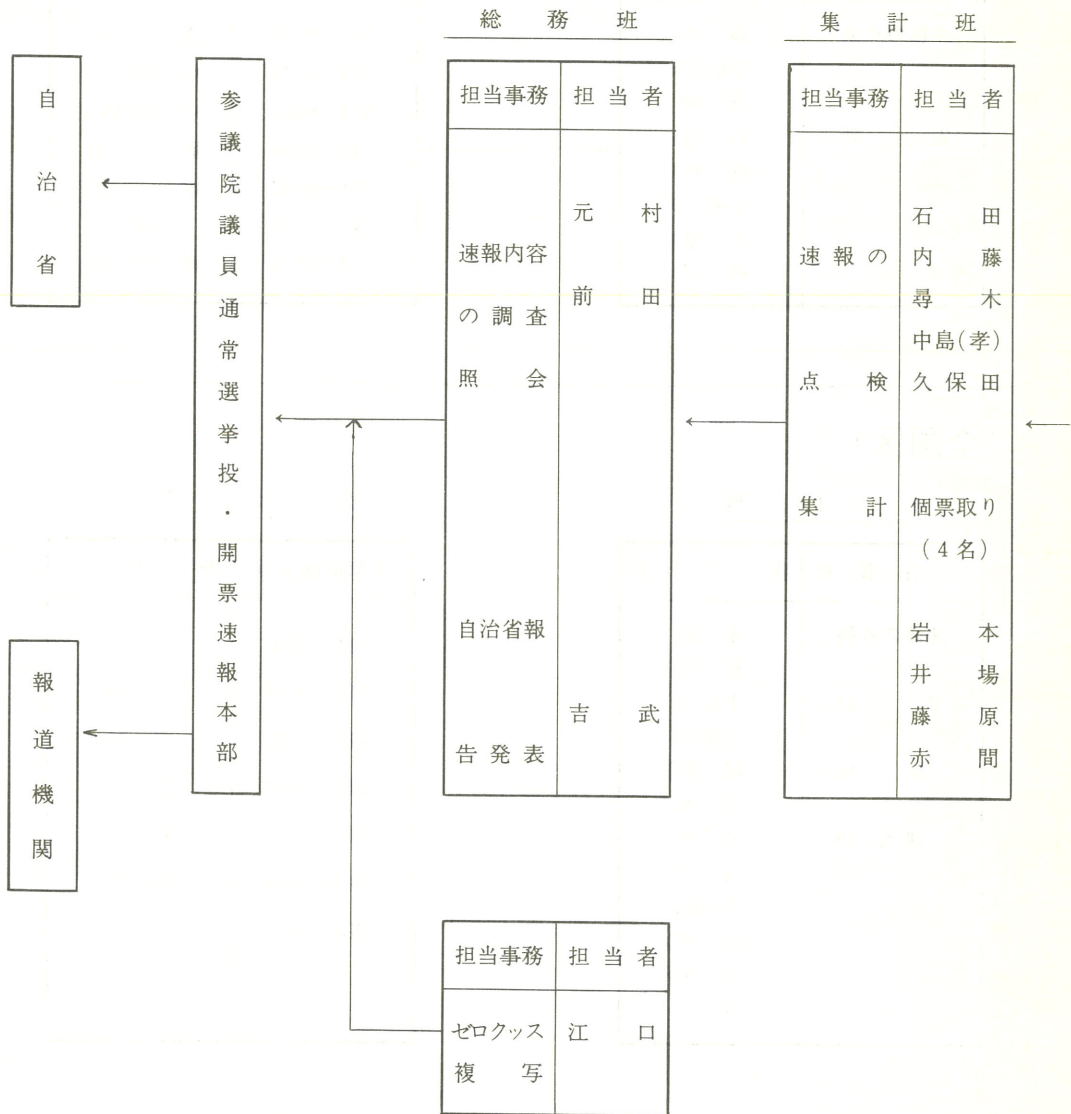 総務班
集計班
自治省
報道機関
参議院議員通常選挙投・開票速報本部
担当事務 担当者
速報内容
の調査
照会
自治省報
告発表
元村
前田
吉武
担当事務 担当者
速報の
点検
集計
石田
内藤
尋木
中島(孝)
久保田
個票取り
(4名)
岩本
井場
藤原
赤間
担当事務 担当者
ゼロクッス
複写
江口